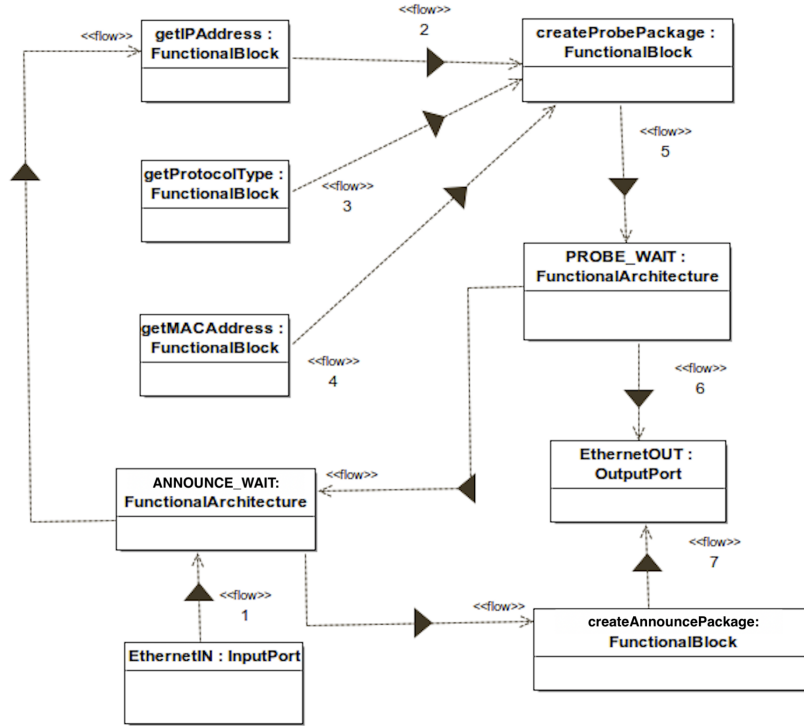 <<flow>>
2
<<flow>>
getIPAddress :
FunctionalBlock
createProbePackage :
FunctionalBlock
getProtocolType :
FunctionalBlock
<<flow>>
3
<<flow>>
5
PROBE_WAIT :
FunctionalArchitecture
getMACAddress :
FunctionalBlock
<<flow>>
4
<<flow>>
6
EthernetOUT :
OutputPort
ANNOUNCE_WAIT:
FunctionalArchitecture
<<flow>>
<<flow>>
7
<<flow>>
1
<<flow>>
createAnnouncePackage:
FunctionalBlock
EthernetIN : InputPort